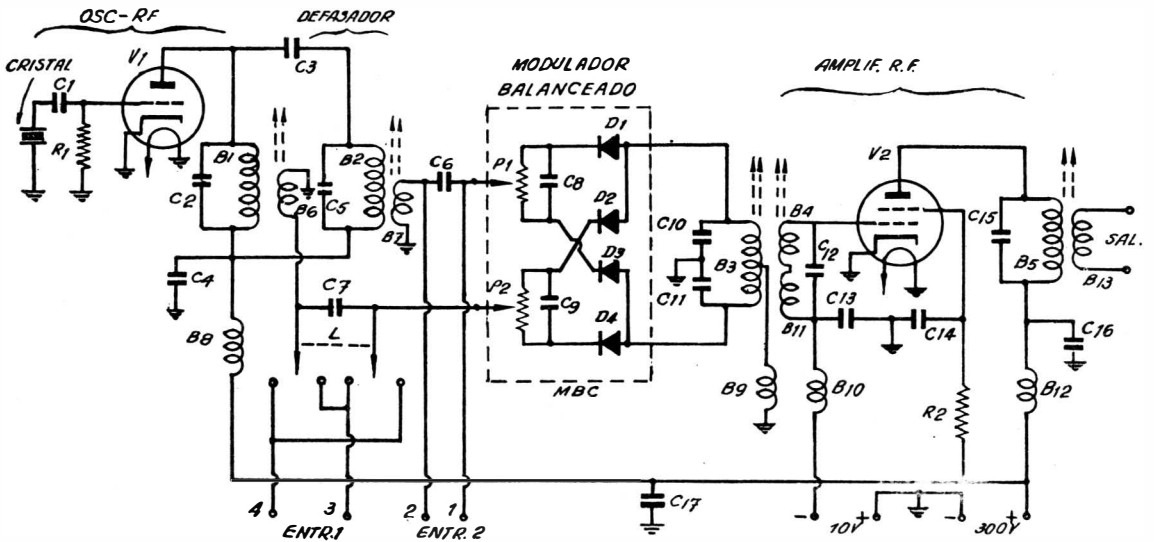 OSC-RF
DEFASADOR
CRISTAL
C1
V1
R1
C2
B1
C3
B6
B2
C5
B7
C4
B8
C7
L
C6
MODULADOR
BALANCEADO
P1
C8
D1
D2
D3
P2
C9
D4
MBC
C10
C11
B3
B9
AMPLIF. R.F.
V2
B4
C12
B11
C13
C14
B10
R2
C15
B5
B13
SAL.
C16
B12
C17
4
3
2
1
ENTR.1
ENTR. 2
-
10V
+
-
300V
+